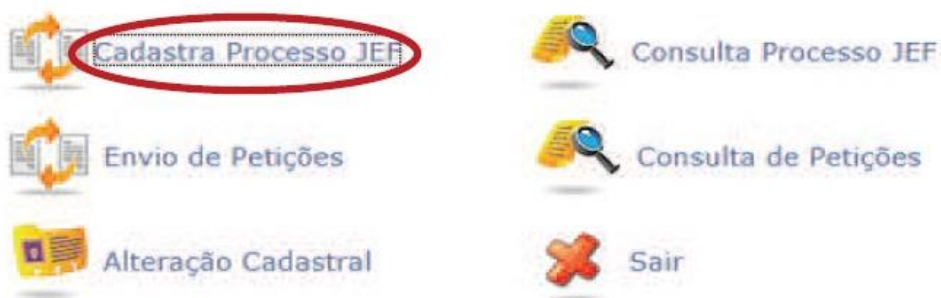 Cadastra Processo JEF
Consulta Processo JEF
Envio de Petições
Consulta de Petições
Alteração Cadastral
Sair